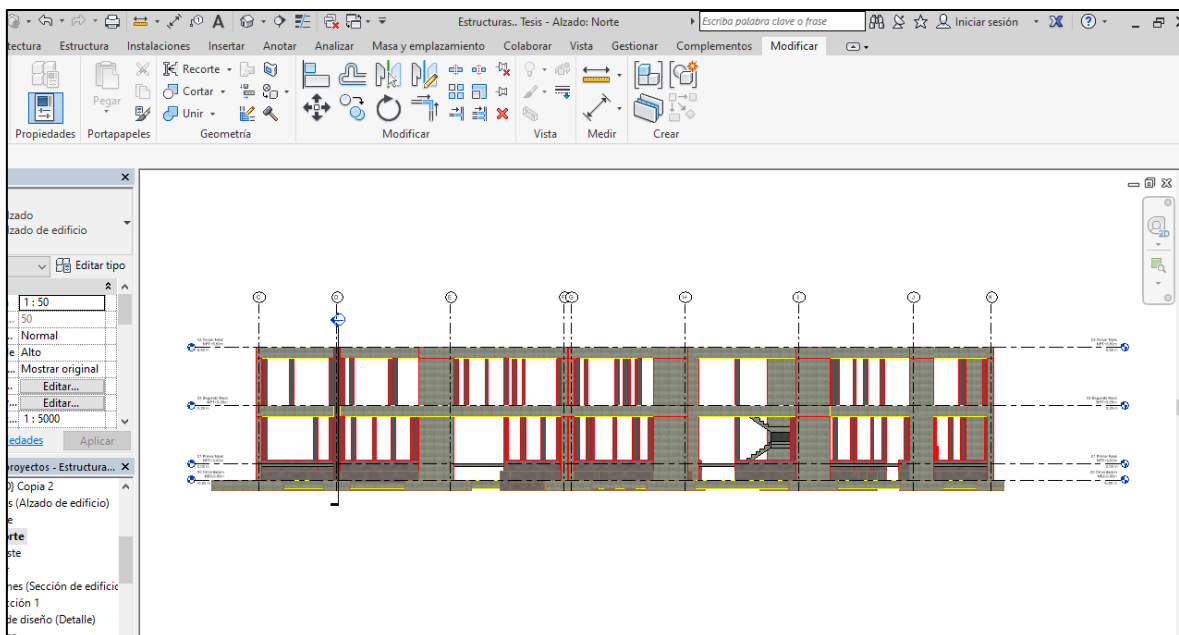 Estructuras.. Tesis - Alzado: Norte
Escriba palabra clave o frase
Iniciar sesión
tectura Estructura Instalaciones Insertar Anotar Analizar Masa y emplazamiento Colaborar Vista Gestionar Complementos Modificar
Recorte
Cortar
Pegar
Unir
Propiedades Portapapeles Geometría Modificar Vista Medir Crear
lzado
lzado de edificio
Editar tipo
1 : 50
50
Normal
Alto
Mostrar original
Editar...
Editar...
1 : 5000
edades Aplicar
proyectos - Estructura...
D) Copia 2
s (Alzado de edificio)
e
orte
ste
nes (Sección de edificio
cción 1
de diseño (Detalle)
C D E F G H I J K
2D